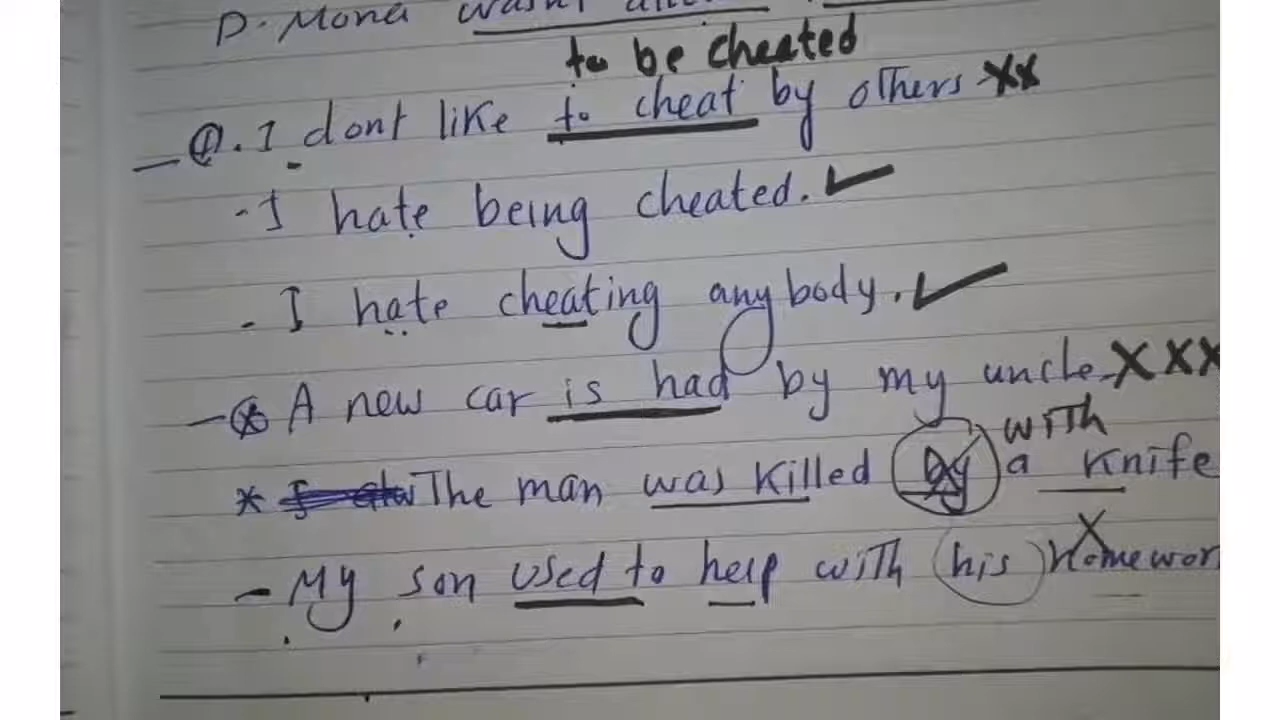 D. Mona wasn't
to be cheated
I dont like to cheat by others xx
- I hate being cheated. ✓
- I hate cheating anybody. ✓
A new car is had by my uncle. XXX
with
* The man was killed by a knife
X
- My son used to help with his Homewor